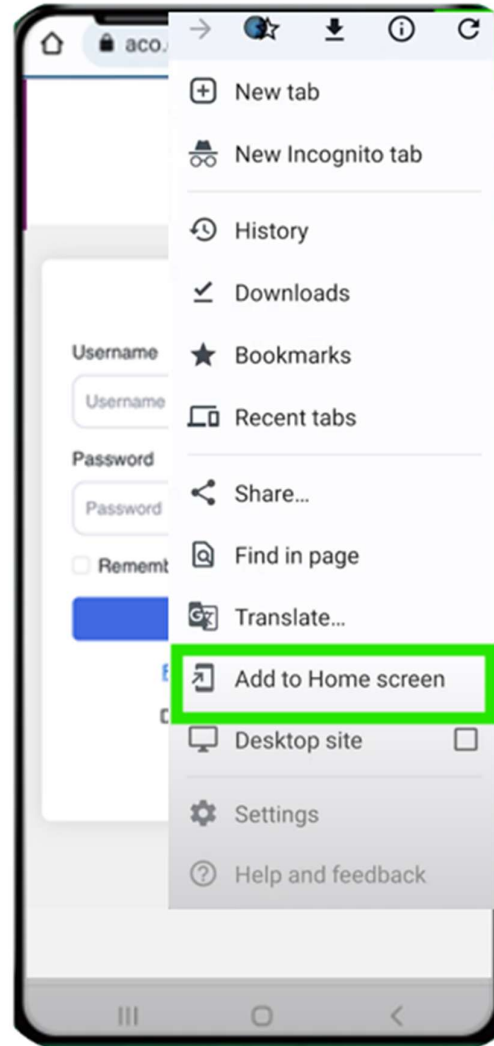 aco.
New tab
New Incognito tab
History
Downloads
Bookmarks
Recent tabs
Share...
Find in page
Translate...
Add to Home screen
Desktop site
Settings
Help and feedback
Username
Username
Password
Password